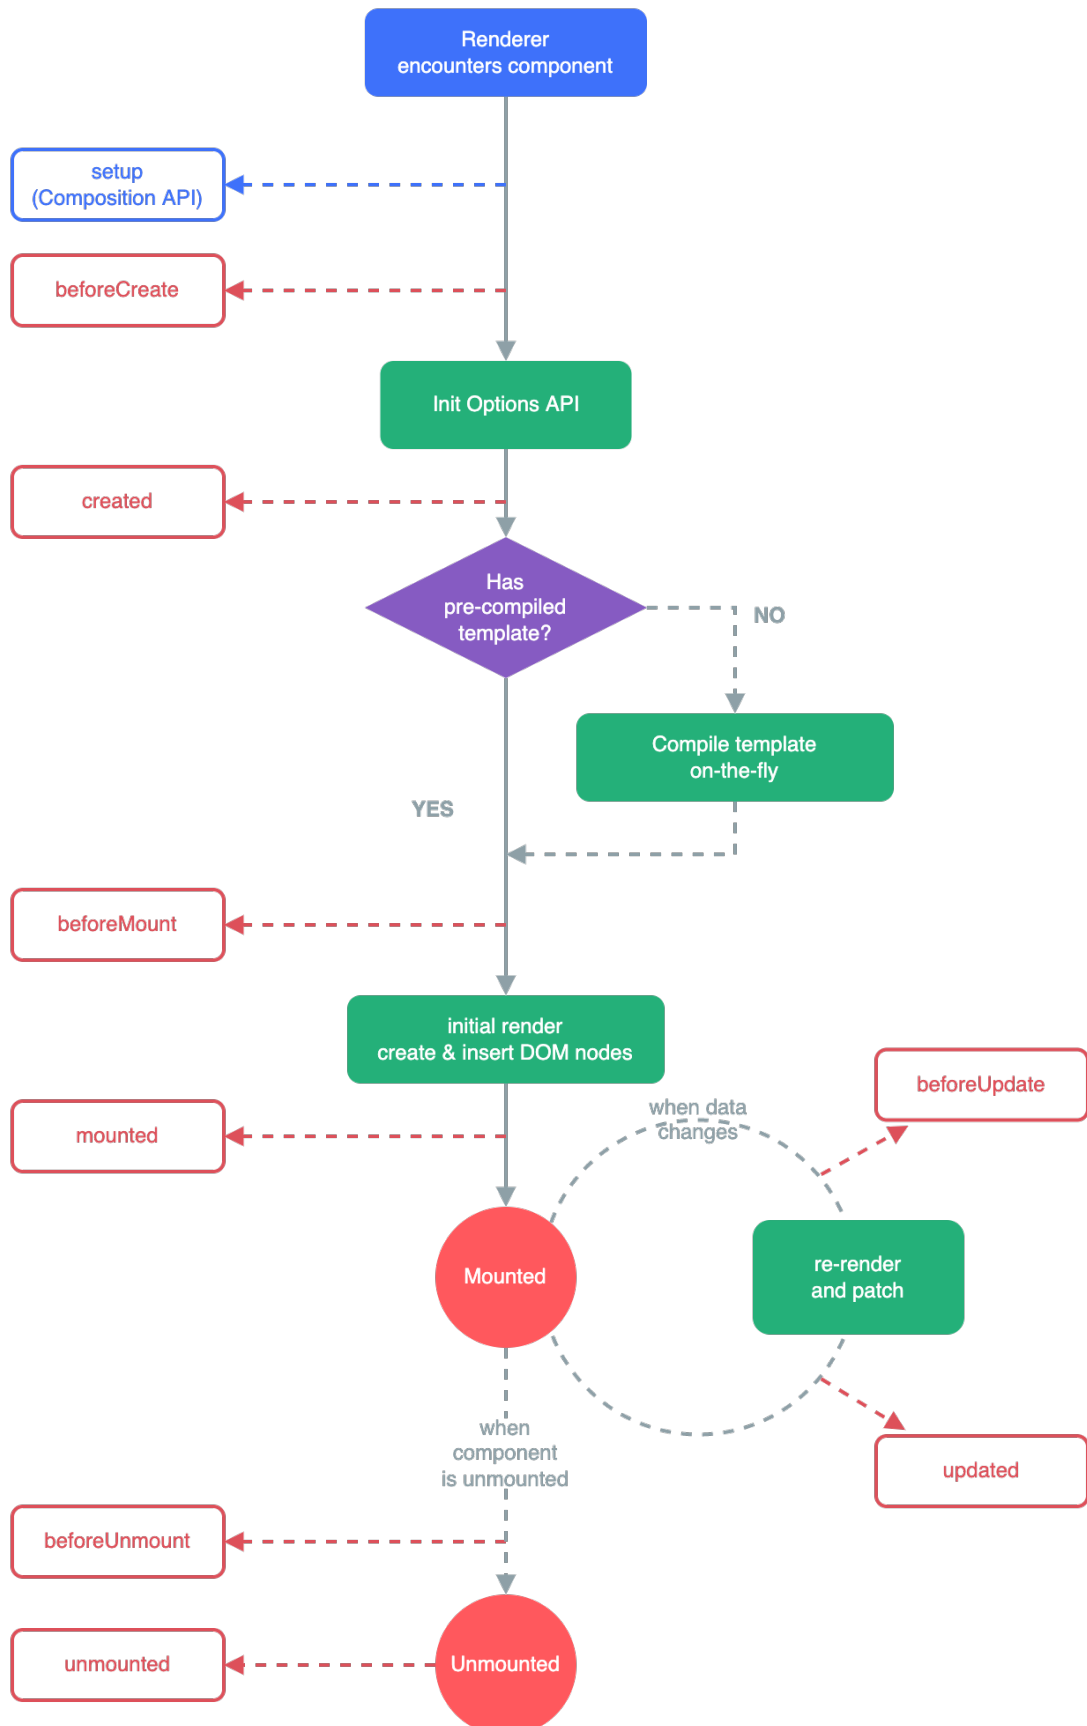 Renderer
encounters component
setup
(Composition API)
beforeCreate
Init Options API
created
Has
pre-compiled
template?
NO
Compile template
on-the-fly
YES
beforeMount
initial render
create & insert DOM nodes
beforeUpdate
when data
changes
mounted
Mounted
re-render
and patch
when
component
is unmounted
updated
beforeUnmount
unmounted
Unmounted